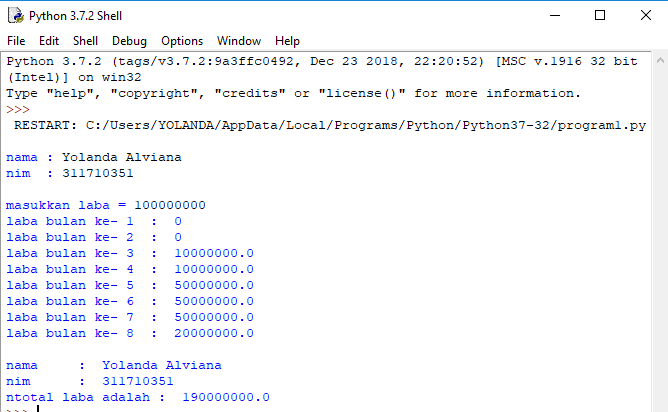 Python 3.7.2 Shell
File Edit Shell Debug Options Window Help
Python 3.7.2 (tags/v3.7.2:9a3ffc0492, Dec 23 2018, 22:20:52) [MSC v.1916 32 bit
(Intel)] on win32
Type "help", "copyright", "credits" or "license()" for more information.
>>>
RESTART: C:/Users/YOLANDA/AppData/Local/Programs/Python/Python37-32/program1.py
nama : Yolanda Alviana
nim  : 311710351
masukkan laba = 100000000
laba bulan ke- 1  :  0
laba bulan ke- 2  :  0
laba bulan ke- 3  :  10000000.0
laba bulan ke- 4  :  10000000.0
laba bulan ke- 5  :  50000000.0
laba bulan ke- 6  :  50000000.0
laba bulan ke- 7  :  50000000.0
laba bulan ke- 8  :  20000000.0
nama     :  Yolanda Alviana
nim      :  311710351
ntotal laba adalah :  190000000.0
>>>